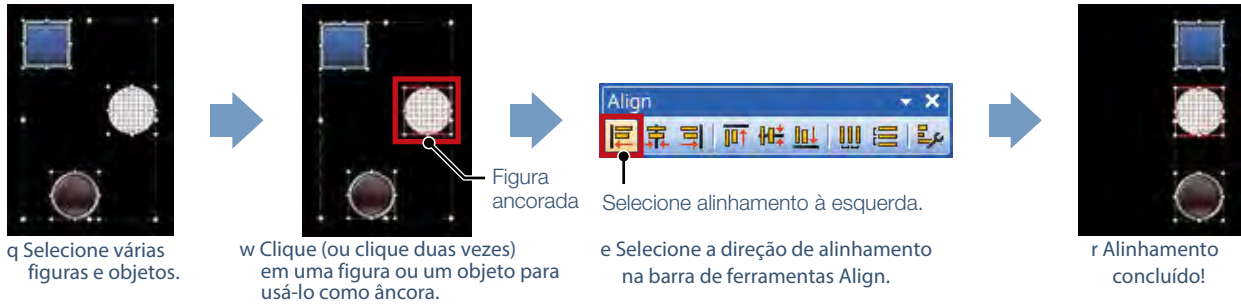 Align
Figura
ancorada
Selecione alinhamento à esquerda.
q Selecione várias
figuras e objetos.
w Clique (ou clique duas vezes)
em uma figura ou um objeto para
usá-lo como âncora.
e Selecione a direção de alinhamento
na barra de ferramentas Align.
r Alinhamento
concluído!